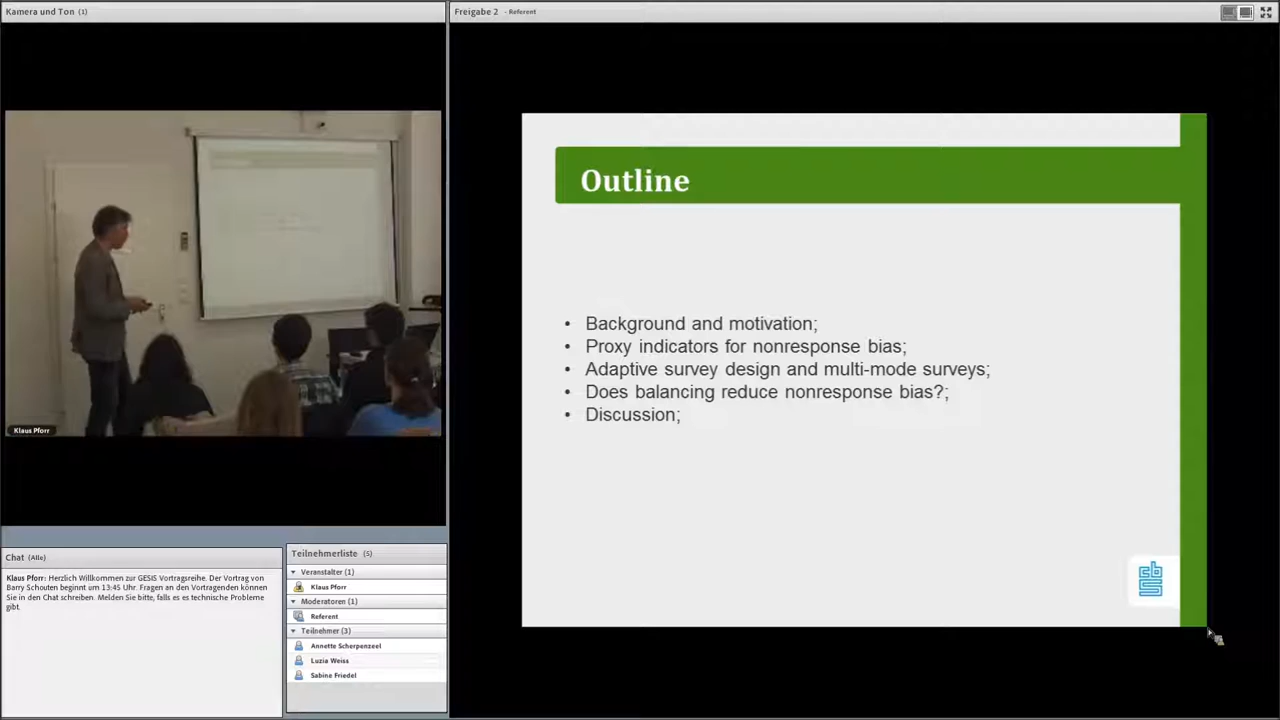 Kamera und Ton (1)
Klaus Pforr
Chat (Alle)
Klaus Pforr: Herzlich Willkommen zur GESIS Vortragsreihe. Der Vortrag von
Barry Schouten beginnt um 13:45 Uhr. Fragen an den Vortragenden können
Sie in den Chat schreiben. Melden Sie bitte, falls es es technische Probleme
gibt.
Teilnehmerliste (5)
Veranstalter (1)
Klaus Pforr
Moderatoren (1)
Referent
Teilnehmer (3)
Annette Scherpenzeel
Luzia Weiss
Sabine Friedel
Freigabe 2 - Referent
Outline
• Background and motivation;
• Proxy indicators for nonresponse bias;
• Adaptive survey design and multi-mode surveys;
• Does balancing reduce nonresponse bias?;
• Discussion;
cbs